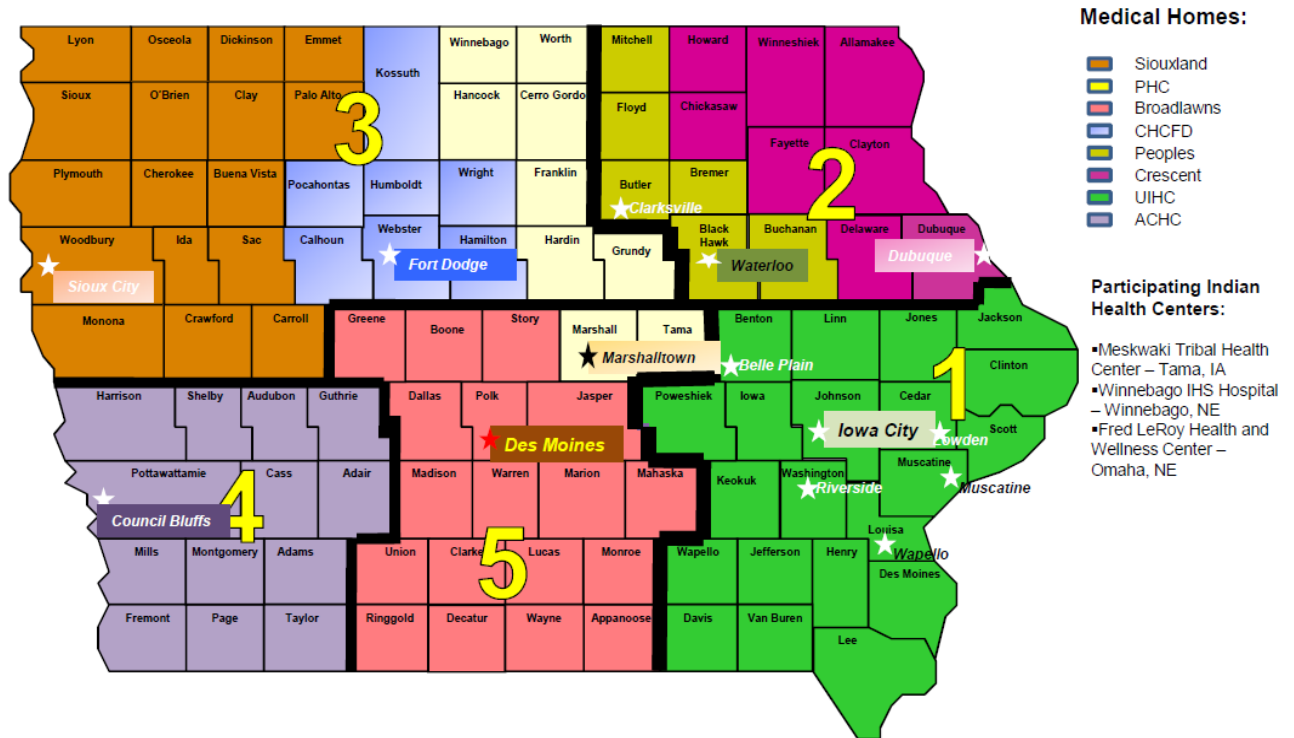 Medical Homes:
Siouxland
PHC
Broadlawns
CHCFD
Peoples
Crescent
UIHC
ACHC
Participating Indian
Health Centers:
▪Meskwaki Tribal Health
Center – Tama, IA
▪Winnebago IHS Hospital
– Winnebago, NE
▪Fred LeRoy Health and
Wellness Center –
Omaha, NE
Lyon
Osceola
Dickinson
Emmet
Kossuth
Winnebago
Worth
Mitchell
Howard
Winneshiek
Allamakee
Sioux
O'Brien
Clay
Palo Alto
3
Hancock
Cerro Gordo
Floyd
Chickasaw
Fayette
Clayton
2
Plymouth
Cherokee
Buena Vista
Pocahontas
Humboldt
Wright
Franklin
Butler
Bremer
Clarksville
Woodbury
Ida
Sac
Calhoun
Webster
Hamilton
Hardin
Grundy
Black
Hawk
Buchanan
Delaware
Dubuque
Sioux City
Fort Dodge
Waterloo
Dubuque
Monona
Crawford
Carroll
Greene
Boone
Story
Marshall
Tama
Benton
Linn
Jones
Jackson
Marshalltown
Belle Plain
1
Clinton
Harrison
Shelby
Audubon
Guthrie
Dallas
Polk
Jasper
Poweshiek
Iowa
Johnson
Cedar
Scott
Des Moines
Iowa City
Lowden
Pottawattamie
Cass
Adair
Madison
Warren
Marion
Mahaska
Keokuk
Washington
Muscatine
Riverside
Muscatine
4
Council Bluffs
Louisa
Wapello
Mills
Montgomery
Adams
Union
Clarke
Lucas
Monroe
5
Wapello
Jefferson
Henry
Des Moines
Fremont
Page
Taylor
Ringgold
Decatur
Wayne
Appanoose
Davis
Van Buren
Lee